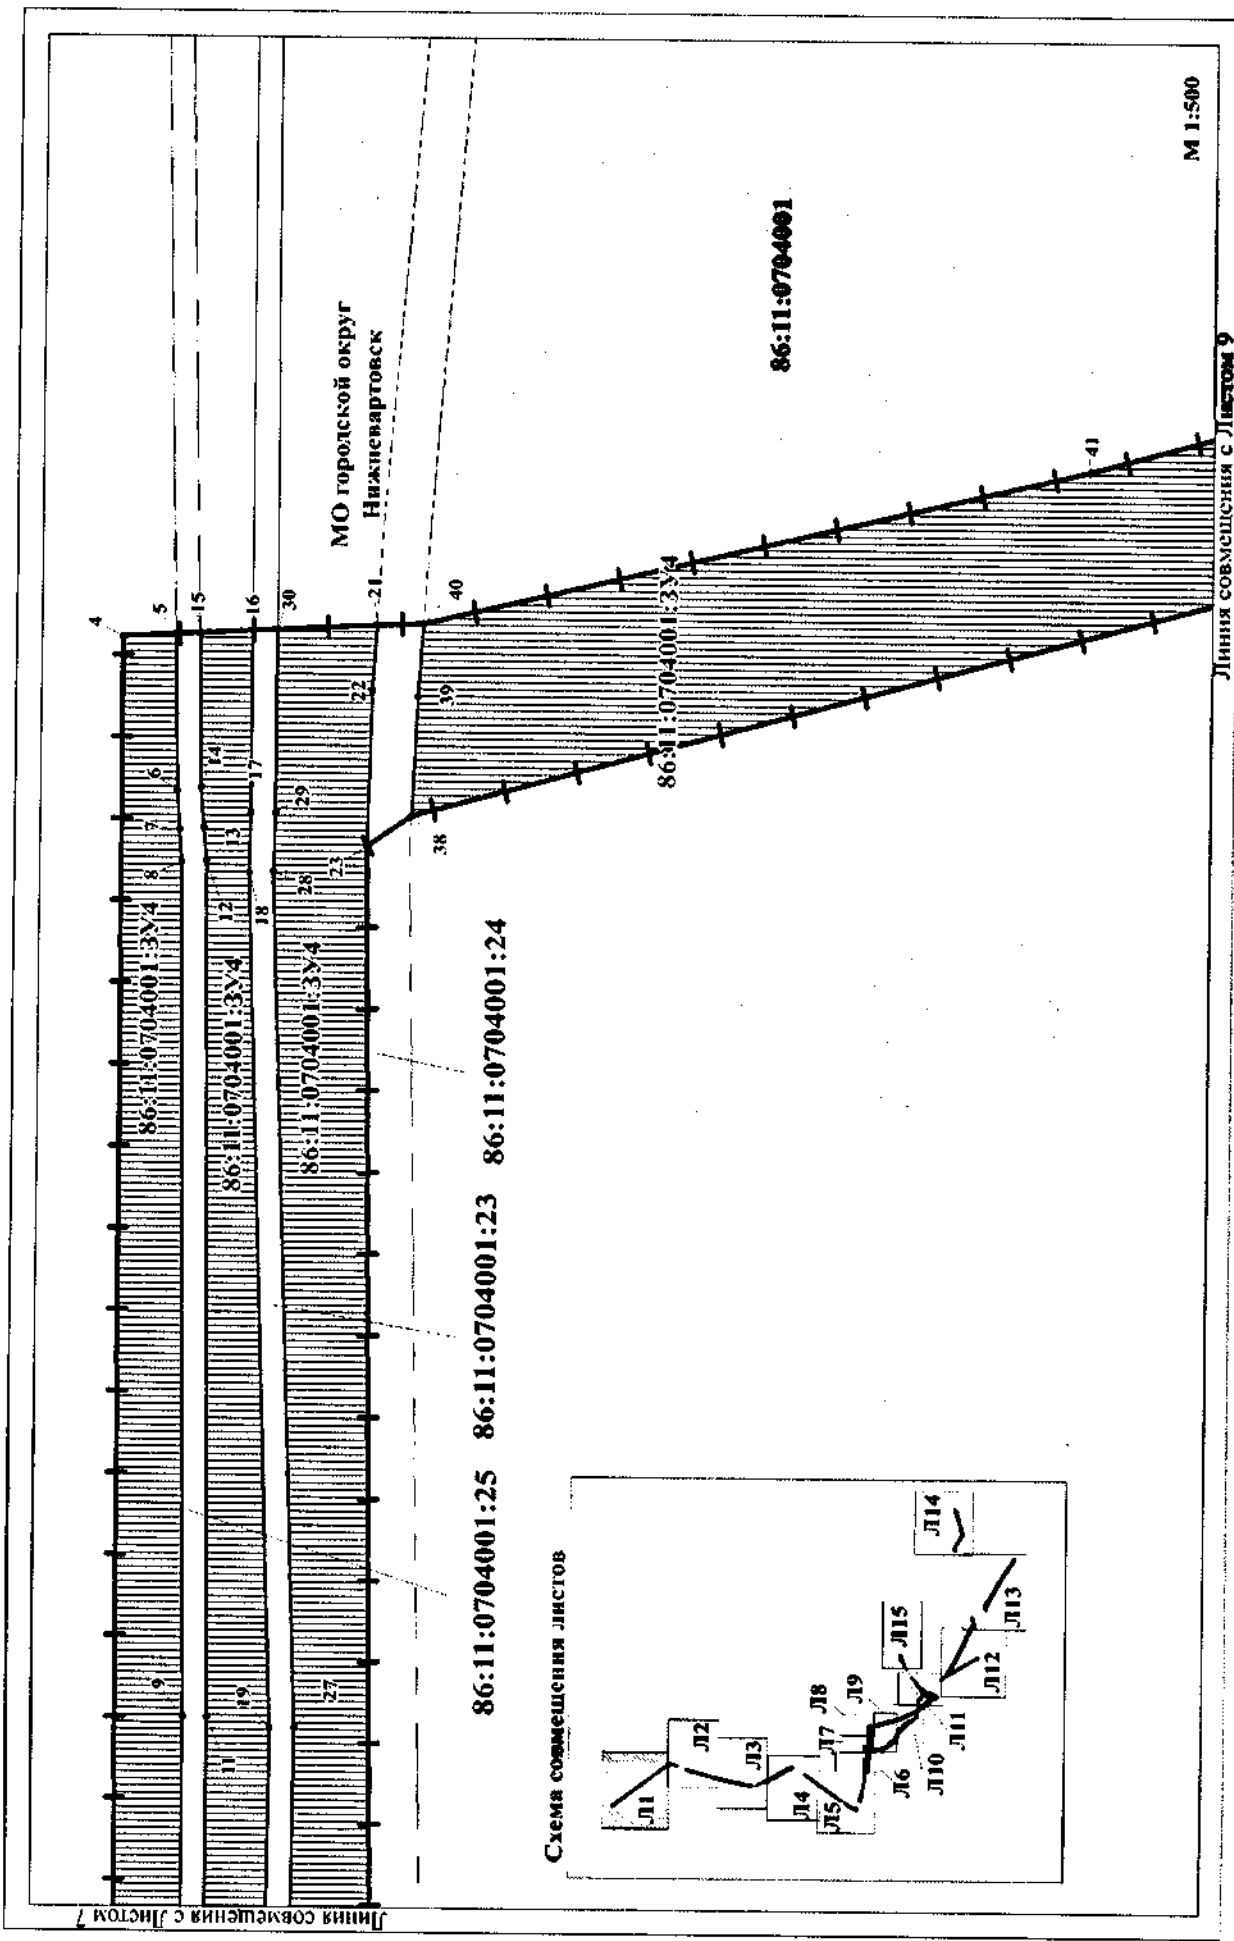 4
5
15
16
30
21
40
МО городской округ
Нижневартовск
86:11:0704001
М 1:500
6
14
17
29
22
39
7
13
8
12
18
28
23
38
41
86:11:0704001:ЗУ4
86:11:0704001:ЗУ4
86:11:0704001:ЗУ4
86:11:0704001:ЗУ4
9
19
27
11
86:11:0704001:25
86:11:0704001:23
86:11:0704001:24
Линия совмещения с Листом 7
Линия совмещения с Листом 9
Схема совмещения листов
Л1
Л2
Л3
Л4
Л5
Л6
Л7
Л8
Л9
Л10
Л11
Л12
Л13
Л14
Л15